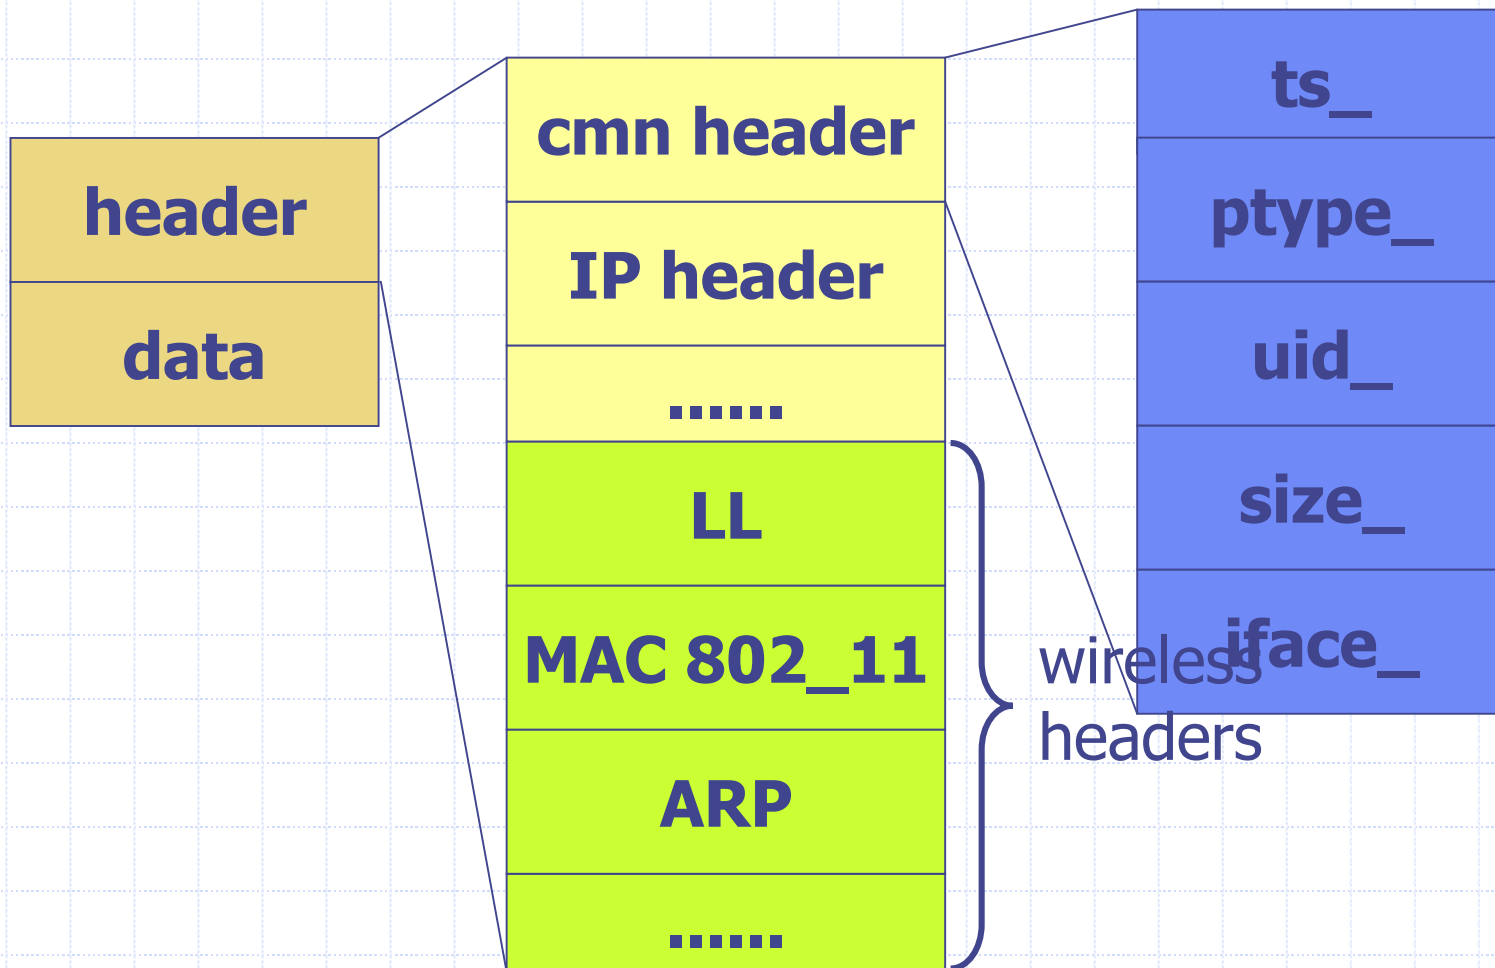 header
data
cmn header
IP header
......
LL
MAC 802_11
ARP
......
wireless
headers
ts_
ptype_
uid_
size_
iface_